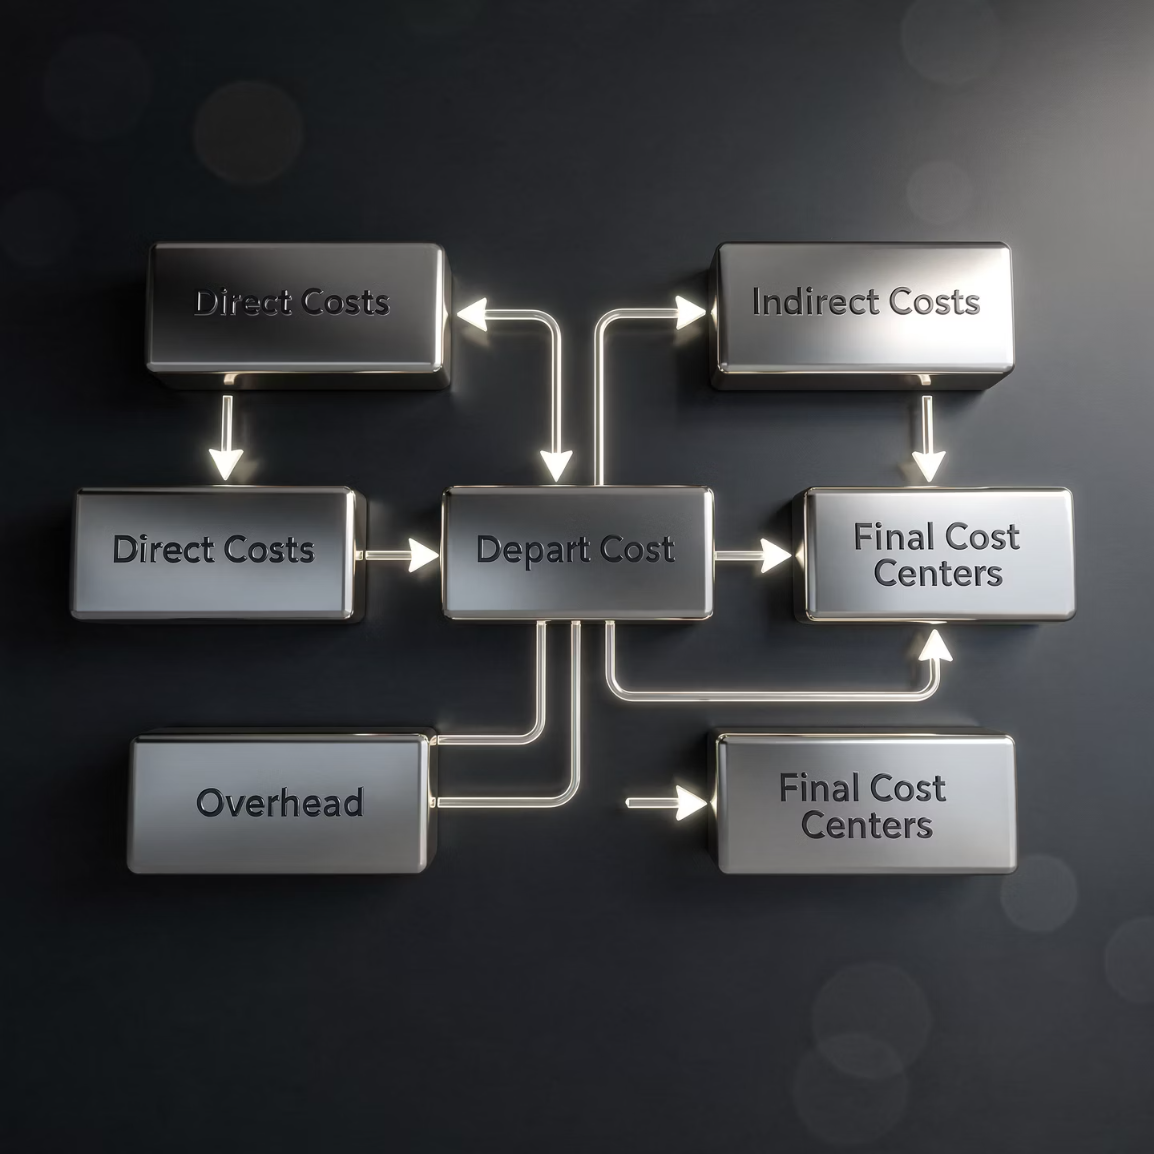 Direct Costs
Indirect Costs
Direct Costs
Depart Cost
Final Cost
Centers
Overhead
Final Cost
Centers